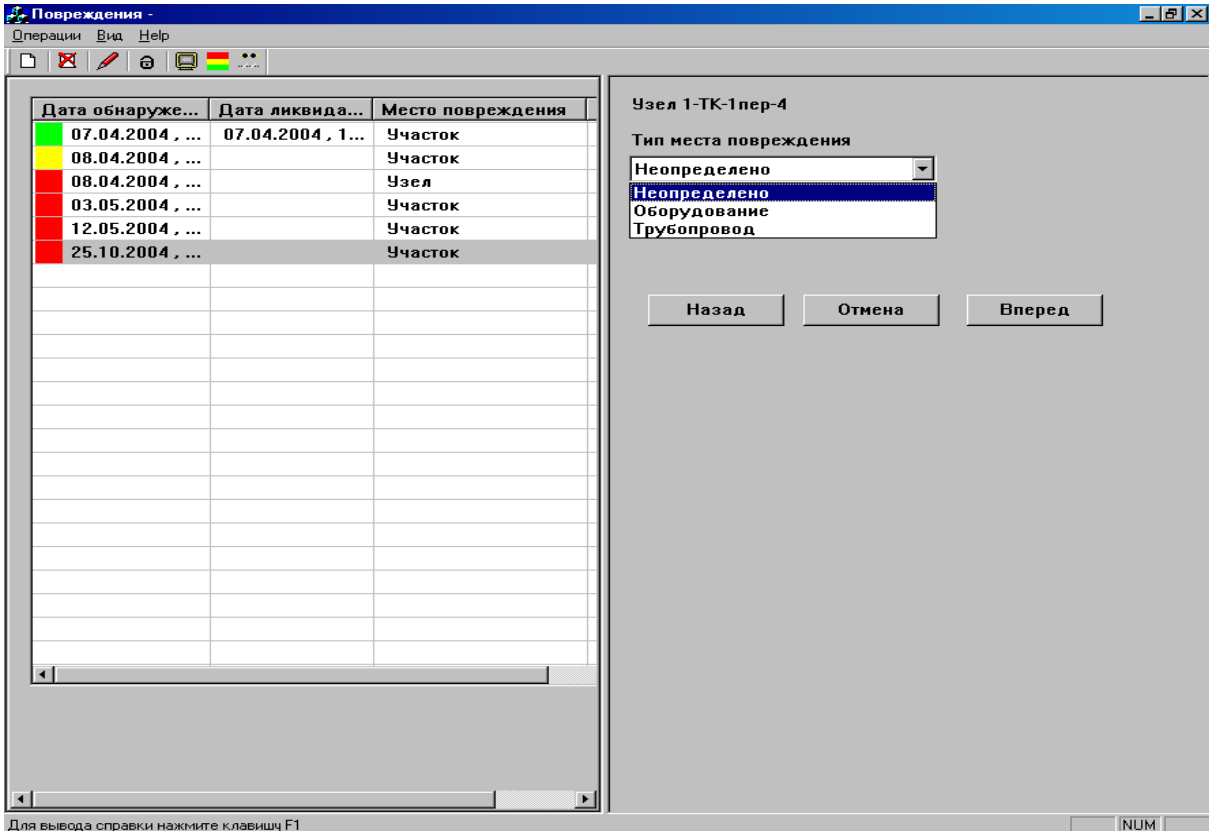 Повреждения -
Операции Вид Help
Дата обнаруже... Дата ликвида... Место повреждения
07.04.2004 , ... 07.04.2004 , 1... Участок
08.04.2004 , ... Участок
08.04.2004 , ... Узел
03.05.2004 , ... Участок
12.05.2004 , ... Участок
25.10.2004 , ... Участок
Узел 1-ТК-1пер-4
Тип места повреждения
Неопределено
Неопределено
Оборудование
Трубопровод
Назад Отмена Вперед
Для вывода справки нажмите клавишу F1 NUM